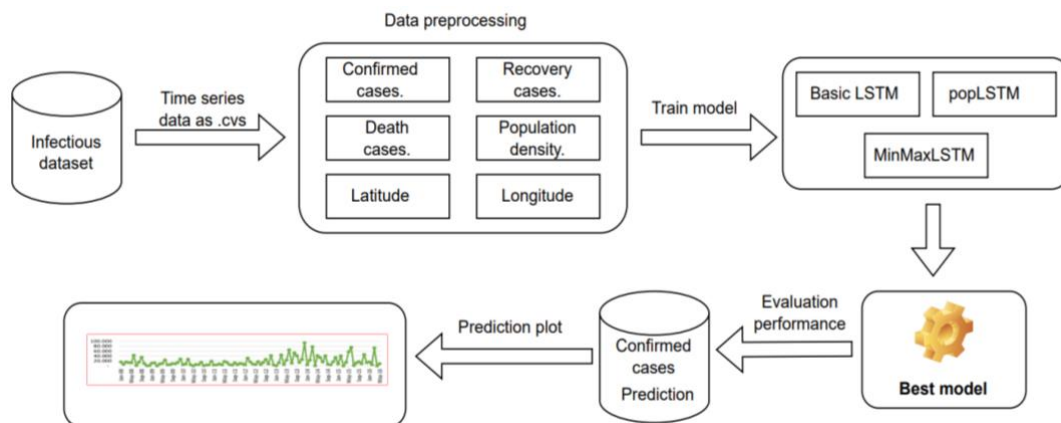 Data preprocessing
Infectious
dataset
Time series
data as .cvs
Confirmed
cases.
Recovery
cases.
Death
cases.
Population
density.
Latitude
Longitude
Train model
Basic LSTM
popLSTM
MinMaxLSTM
Best model
Evaluation
performance
Confirmed
cases
Prediction
Prediction plot